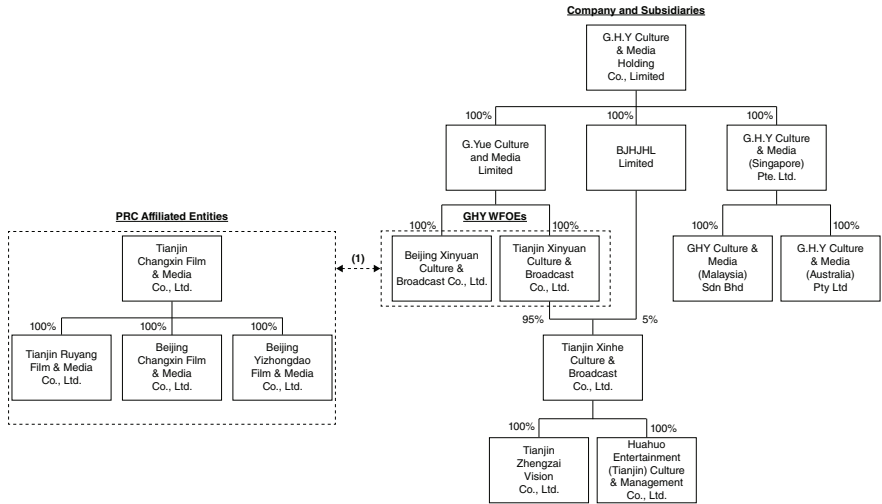 Company and Subsidiaries
G.H.Y Culture
& Media
Holding
Co., Limited
100%
100%
100%
G.Yue Culture
and Media
Limited
BJHJHL
Limited
G.H.Y Culture
& Media
(Singapore)
Pte. Ltd.
PRC Affiliated Entities
GHY WFOEs
100%
100%
100%
100%
Tianjin
Changxin Film
& Media
Co., Ltd.
(1)
Beijing Xinyuan
Culture &
Broadcast Co., Ltd.
Tianjin Xinyuan
Culture &
Broadcast
Co., Ltd.
GHY Culture &
Media
(Malaysia)
Sdn Bhd
G.H.Y Culture
& Media
(Australia)
Pty Ltd
95%
5%
100%
100%
100%
Tianjin Ruyang
Film & Media
Co., Ltd.
Beijing
Changxin Film
& Media
Co., Ltd.
Beijing
Yizhongdao
Film & Media
Co., Ltd.
Tianjin Xinhe
Culture &
Broadcast
Co., Ltd.
100%
100%
Tianjin
Zhengzai
Vision
Co., Ltd.
Huahuo
Entertainment
(Tianjin) Culture
& Management
Co., Ltd.